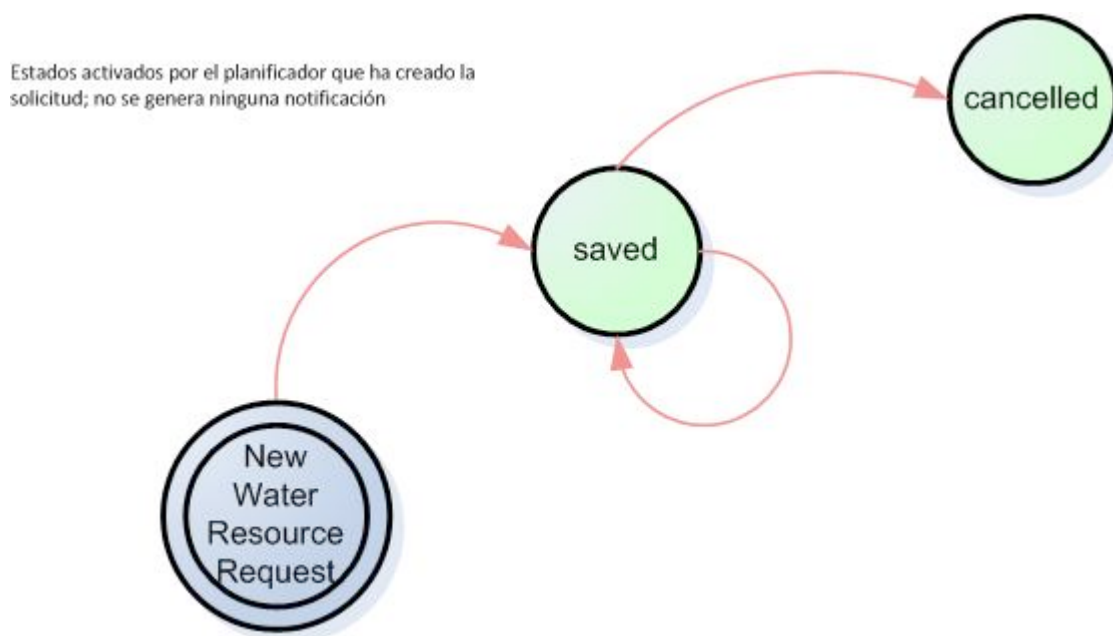 Estados activados por el planificador que ha creado la
solicitud; no se genera ninguna notificación
cancelled
saved
New
Water
Resource
Request